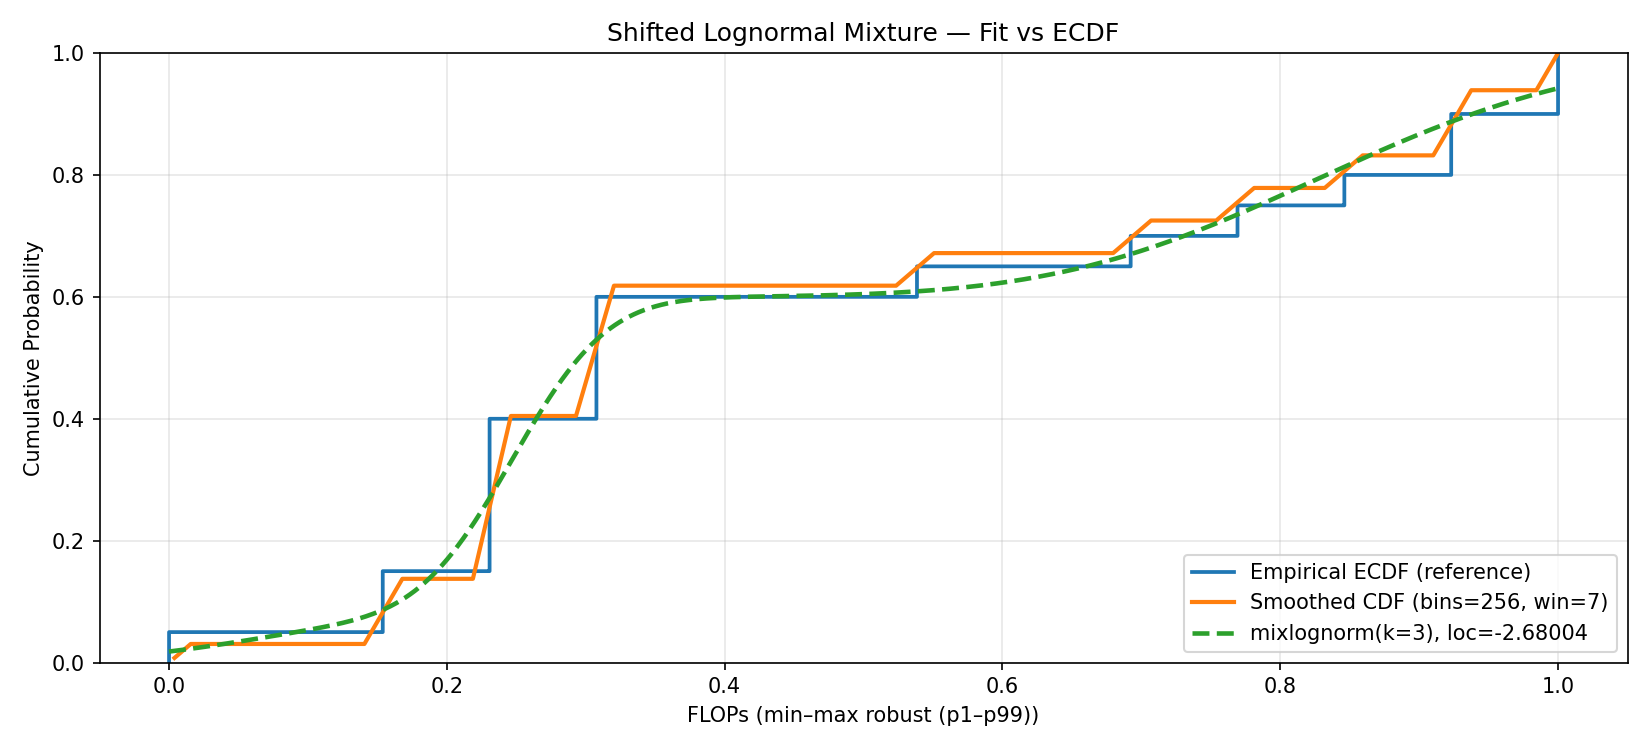 Shifted Lognormal Mixture — Fit vs ECDF
1.0
0.8
0.6
0.4
0.2
0.0
Cumulative Probability
Empirical ECDF (reference)
Smoothed CDF (bins=256, win=7)
mixlognorm(k=3), loc=-2.68004
0.0 0.2 0.4 0.6 0.8 1.0
FLOPs (min–max robust (p1–p99))